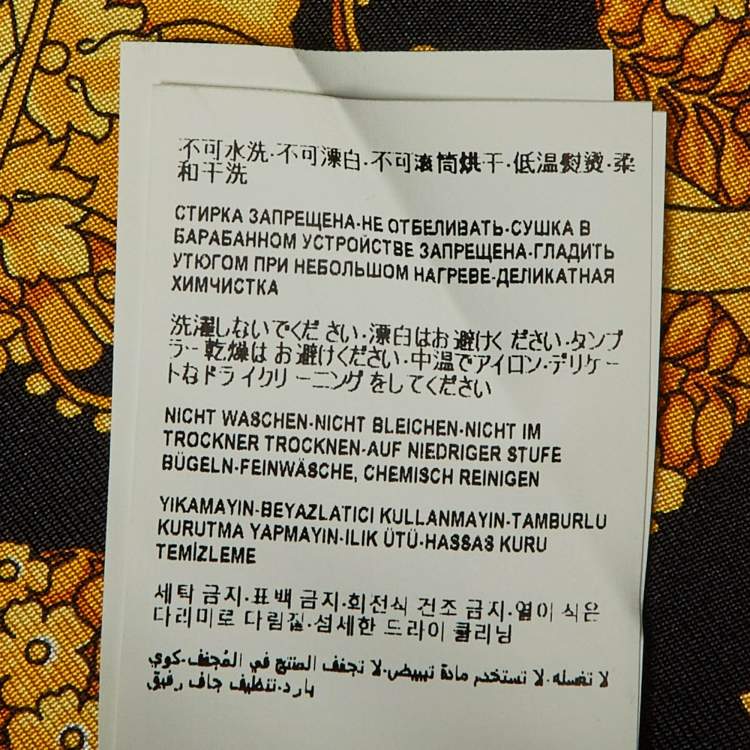 不可水洗·不可漂白·不可滚筒烘干·低温熨烫·柔
和干洗
СТИРКА ЗАПРЕЩЕНА-НЕ ОТБЕЛИВАТЬ-СУШКА В
БАРАБАННОМ УСТРОЙСТВЕ ЗАПРЕЩЕНА-ГЛАДИТЬ
УТЮГОМ ПРИ НЕБОЛЬШОМ НАГРЕВЕ-ДЕЛИКАТНАЯ
ХИМЧИСТКА
洗濯しないでください·漂白はお避けください·タンブ
ラー乾燥はお避けください·中温でアイロン·デリケー
トなドライクリーニングをしてください
NICHT WASCHEN-NICHT BLEICHEN-NICHT IM
TROCKNER TROCKNEN-AUF NIEDRIGER STUFE
BÜGELN-FEINWÄSCHE, CHEMISCH REINIGEN
YIKAMAYIN-BEYAZLATICI KULLANMAYIN-TAMBURLU
KURUTMA YAPMAYIN-ILIK ÜTÜ-HASSAS KURU
TEMİZLEME
세탁 금지·표백 금지·회전식 건조 금지·열이 식은
다리미로 다림질·섬세한 드라이 클리닝
لا تغسله-لا تستخدم مادة تبييض-لا تجفف المنتج في المُجفف-كوي
بارد-تنظيف جاف رفيق